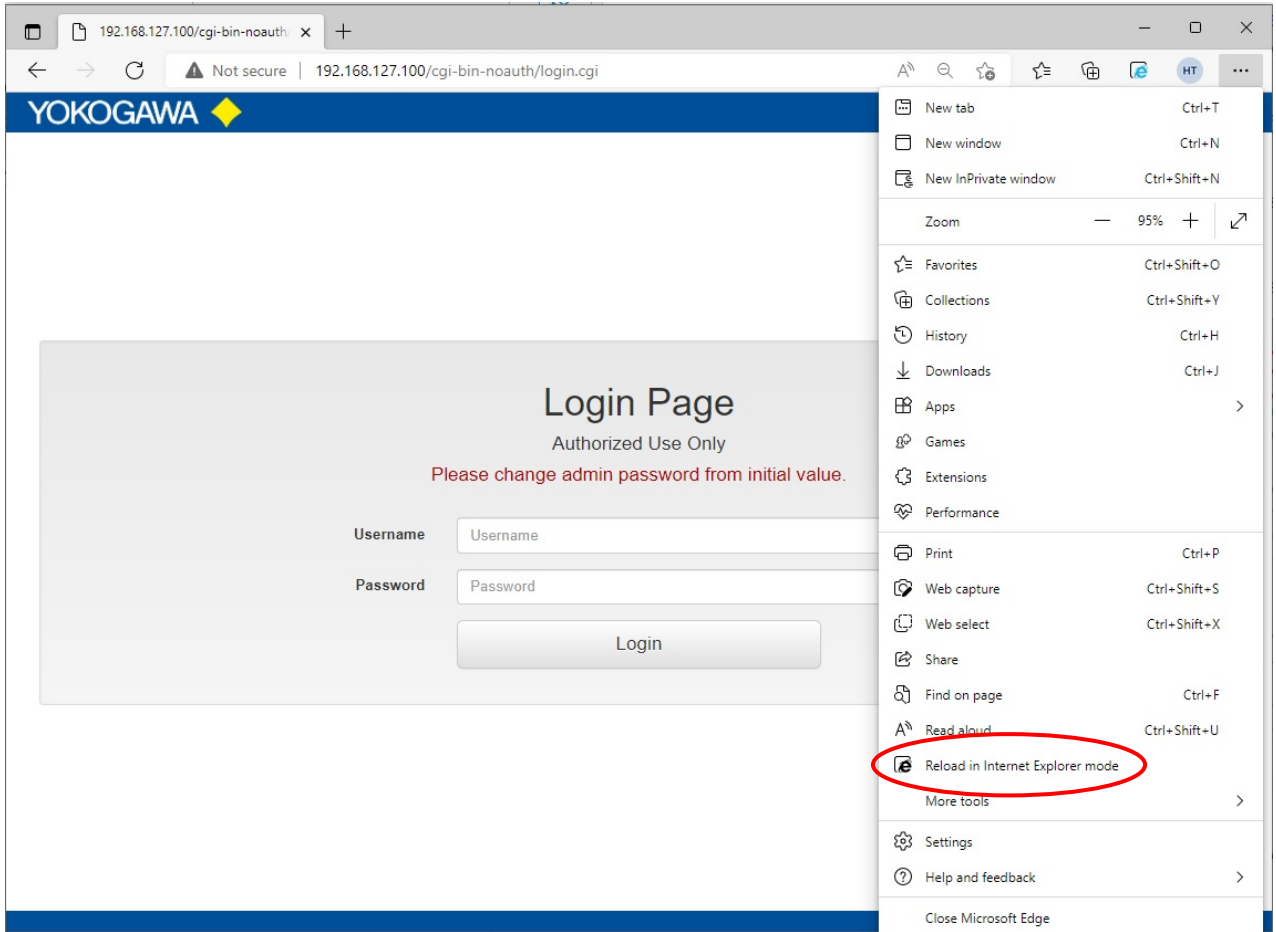 192.168.127.100/cgi-bin-noauth/
Not secure | 192.168.127.100/cgi-bin-noauth/login.cgi
HT
YOKOGAWA
Login Page
Authorized Use Only
Please change admin password from initial value.
Username Username
Password Password
Login
New tab Ctrl+T
New window Ctrl+N
New InPrivate window Ctrl+Shift+N
Zoom 95%
Favorites Ctrl+Shift+O
Collections Ctrl+Shift+Y
History Ctrl+H
Downloads Ctrl+J
Apps
Games
Extensions
Performance
Print Ctrl+P
Web capture Ctrl+Shift+S
Web select Ctrl+Shift+X
Share
Find on page Ctrl+F
Read aloud Ctrl+Shift+U
Reload in Internet Explorer mode
More tools
Settings
Help and feedback
Close Microsoft Edge